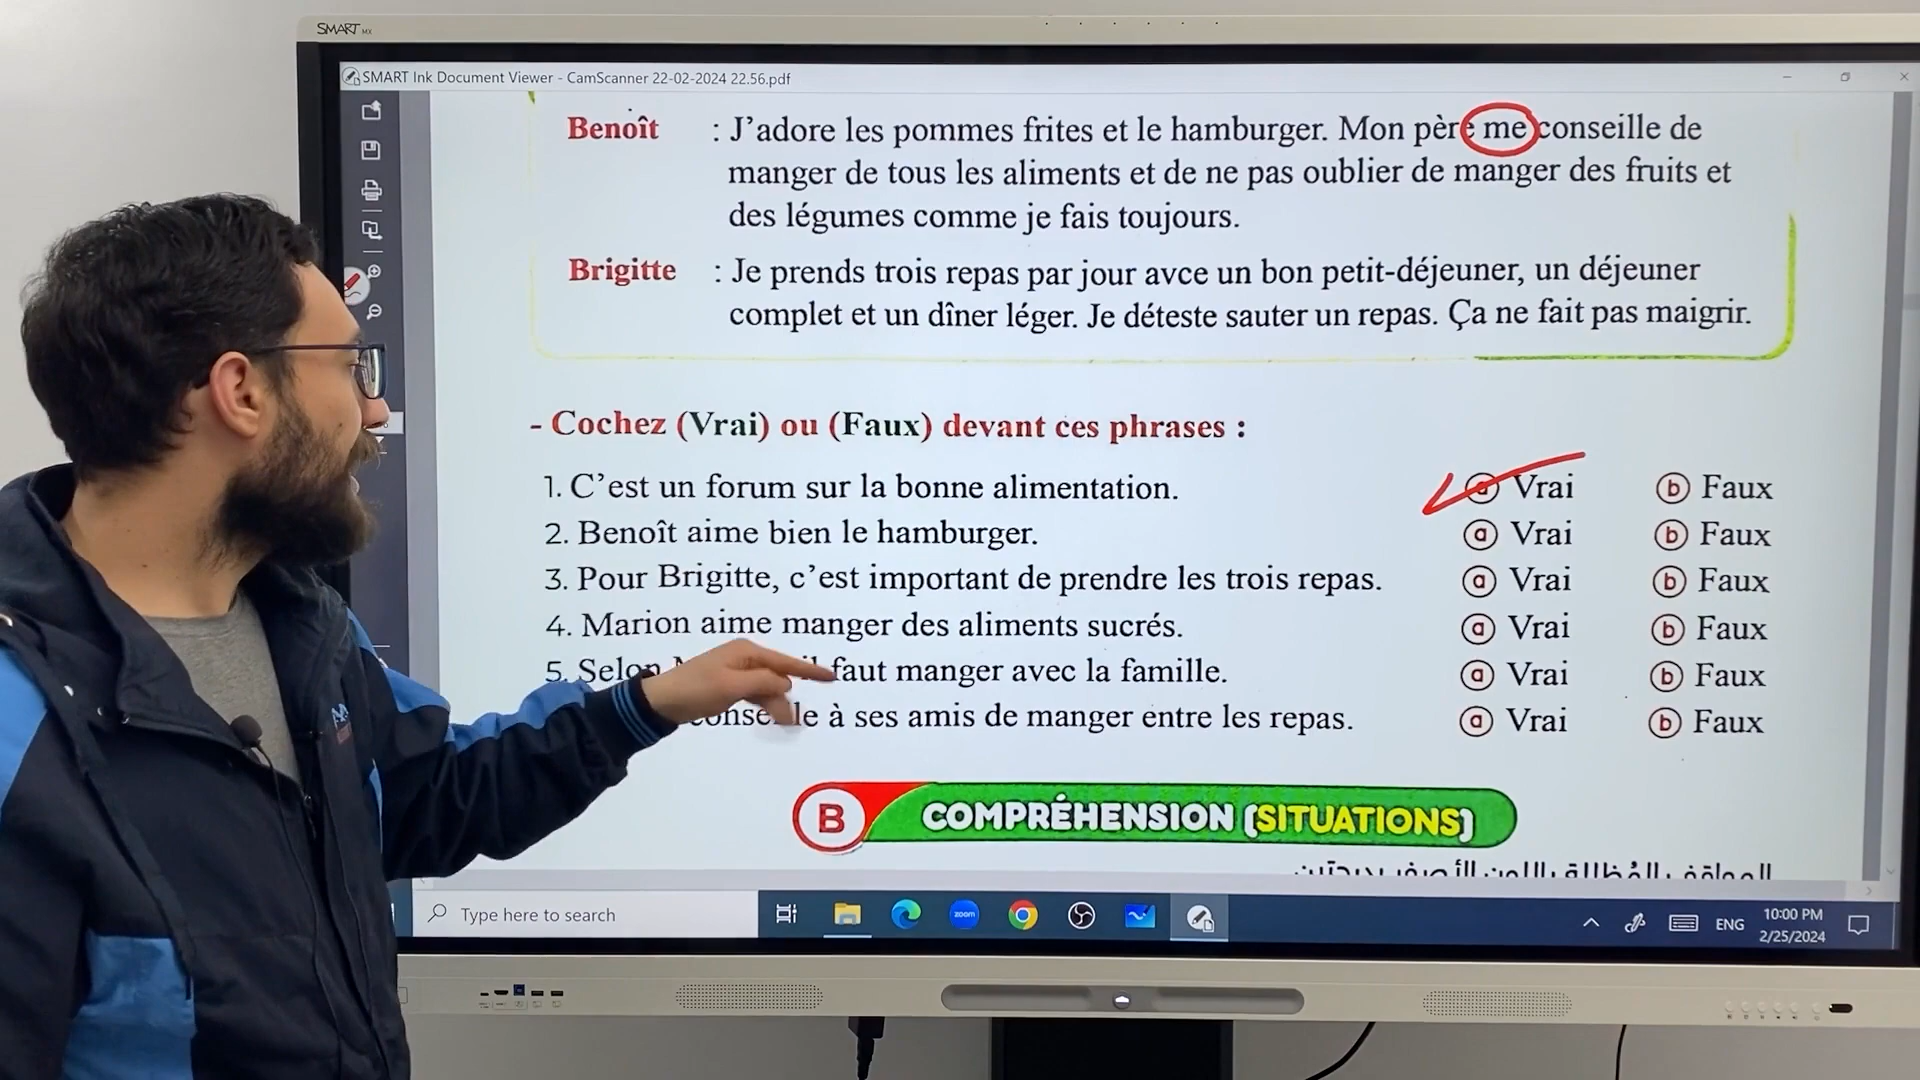 SMART MX
SMART Ink Document Viewer - CamScanner 22-02-2024 22.56.pdf
Benoît : J’adore les pommes frites et le hamburger. Mon père me conseille de
manger de tous les aliments et de ne pas oublier de manger des fruits et
des légumes comme je fais toujours.
Brigitte : Je prends trois repas par jour avce un bon petit-déjeuner, un déjeuner
complet et un dîner léger. Je déteste sauter un repas. Ça ne fait pas maigrir.
- Cochez (Vrai) ou (Faux) devant ces phrases :
1. C’est un forum sur la bonne alimentation. a Vrai b Faux
2. Benoît aime bien le hamburger. a Vrai b Faux
3. Pour Brigitte, c’est important de prendre les trois repas. a Vrai b Faux
4. Marion aime manger des aliments sucrés. a Vrai b Faux
5. Selon il faut manger avec la famille. a Vrai b Faux
à ses amis de manger entre les repas. a Vrai b Faux
B COMPRÉHENSION (SITUATIONS)
Type here to search
zoom
ENG
10:00 PM
2/25/2024